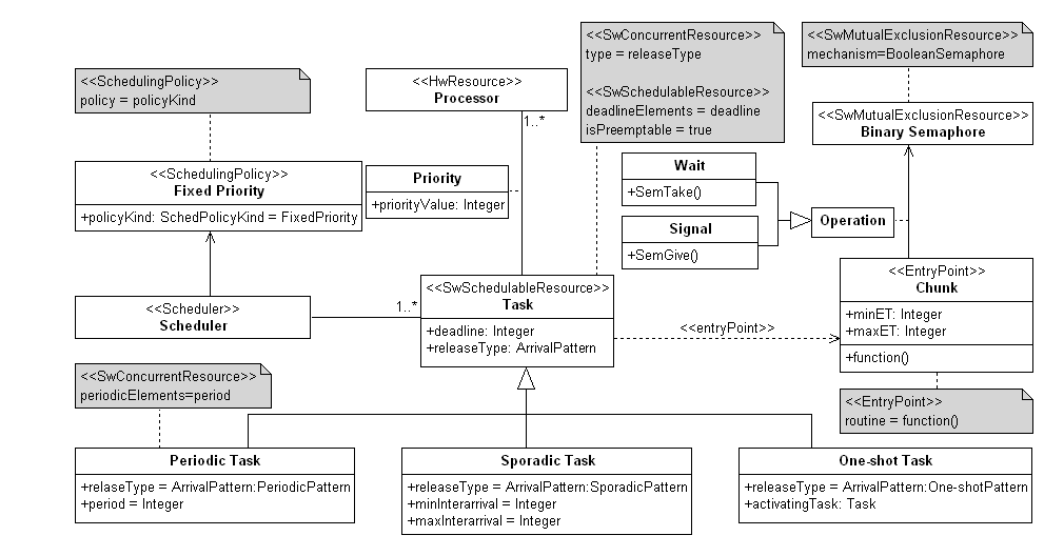 <<SwConcurrentResource>>
type = releaseType
<<SwSchedulableResource>>
deadlineElements = deadline
isPreemptable = true
<<SwMutualExclusionResource>>
mechanism=BooleanSemaphore
<<SchedulingPolicy>>
policy = policyKind
<<HwResource>>
Processor
1..*
<<SwMutualExclusionResource>>
Binary Semaphore
<<SchedulingPolicy>>
Fixed Priority
+policyKind: SchedPolicyKind = FixedPriority
Priority
+priorityValue: Integer
Wait
+SemTake()
Signal
+SemGive()
Operation
<<Scheduler>>
Scheduler
1..*
<<SwSchedulableResource>>
Task
+deadline: Integer
+releaseType: ArrivalPattern
<<entryPoint>>
<<EntryPoint>>
Chunk
+minET: Integer
+maxET: Integer
+function()
<<SwConcurrentResource>>
periodicElements=period
<<EntryPoint>>
routine = function()
Periodic Task
+relaseType = ArrivalPattern:PeriodicPattern
+period = Integer
Sporadic Task
+releaseType = ArrivalPattern:SporadicPattern
+minInterarrival = Integer
+maxInterarrival = Integer
One-shot Task
+releaseType = ArrivalPattern:One-shotPattern
+activatingTask: Task